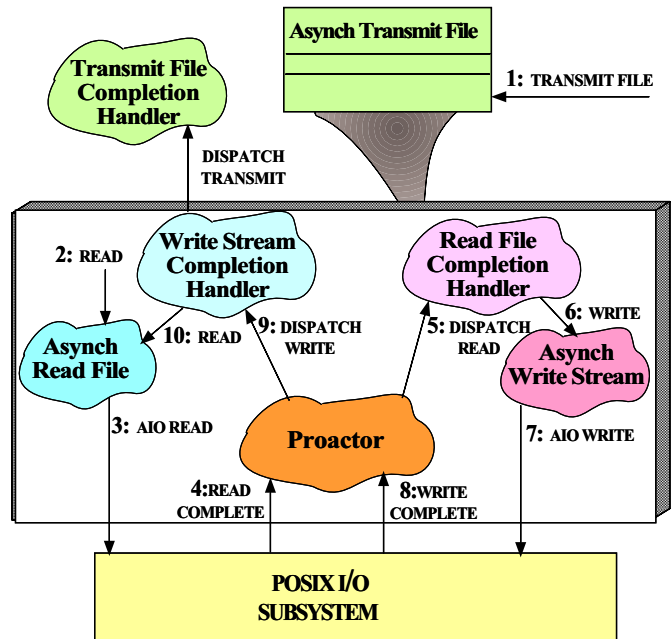 Asynch Transmit File
1: TRANSMIT FILE
Transmit File
Completion
Handler
DISPATCH
TRANSMIT
2: READ
Write Stream
Completion
Handler
Read File
Completion
Handler
10: READ
9: DISPATCH
WRITE
5: DISPATCH
READ
6: WRITE
Asynch
Read File
Asynch
Write Stream
3: AIO READ
Proactor
7: AIO WRITE
4:READ
COMPLETE
8:WRITE
COMPLETE
POSIX I/O
SUBSYSTEM